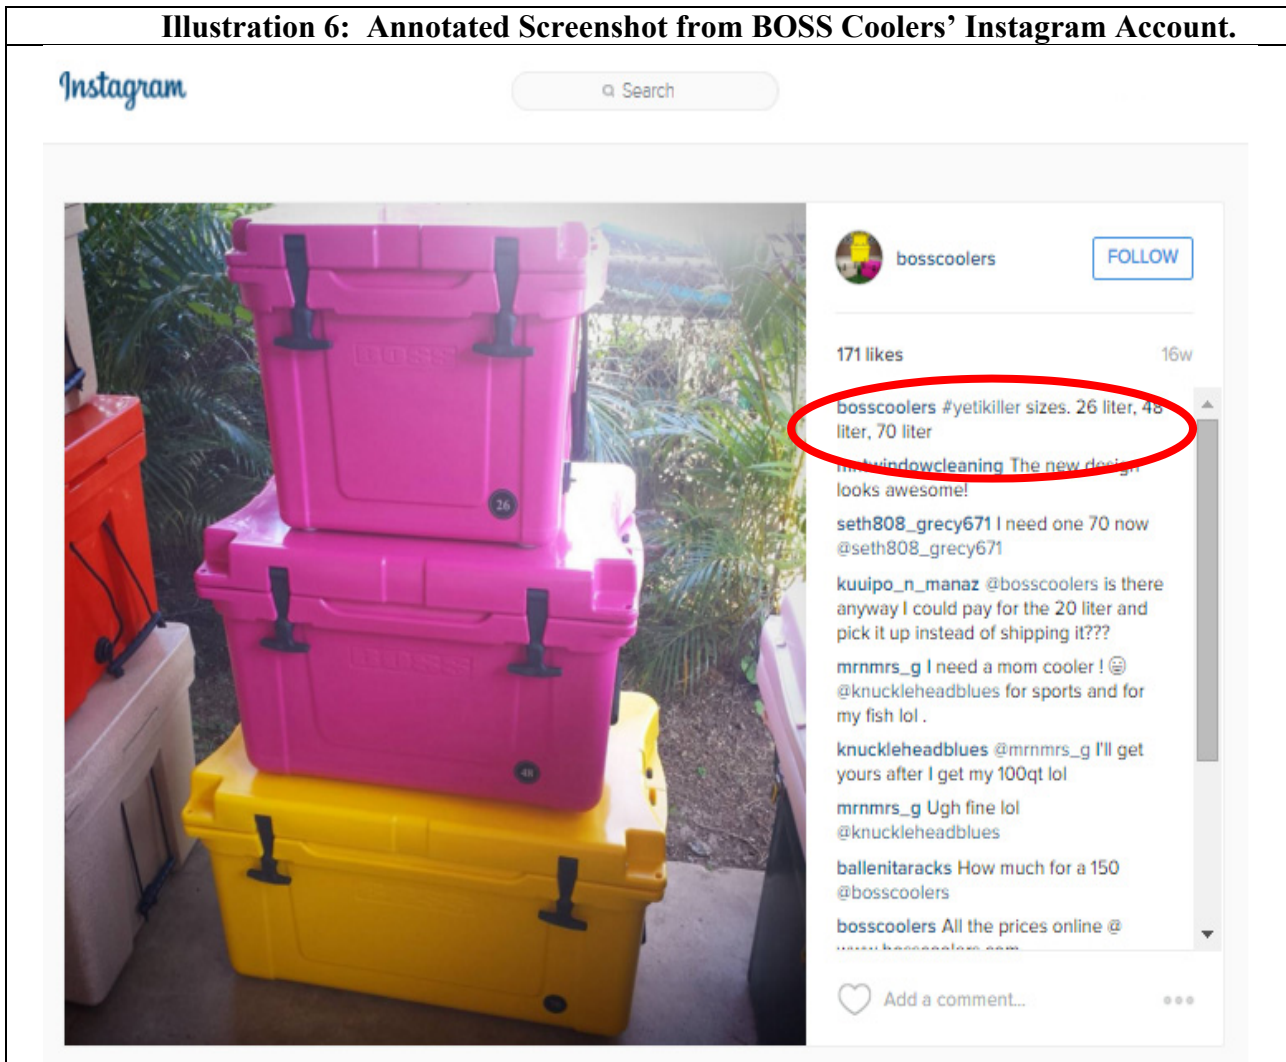 Illustration 6: Annotated Screenshot from BOSS Coolers' Instagram Account.
Instagram
Search
bosscoolers
FOLLOW
171 likes
16w
bosscoolers #yetikiller sizes. 26 liter, 48
liter, 70 liter
mntwindowcleaning The new design
looks awesome!
seth808_grecy671 I need one 70 now
@seth808_grecy671
kuuipo_n_manaz @bosscoolers is there
anyway I could pay for the 20 liter and
pick it up instead of shipping it???
mrnmrs_g I need a mom cooler !
@knuckleheadblues for sports and for
my fish lol .
knuckleheadblues @mrnmrs_g I'll get
yours after I get my 100qt lol
mrnmrs_g Ugh fine lol
@knuckleheadblues
ballenitaracks How much for a 150
@bosscoolers
bosscoolers All the prices online @
Add a comment...
BOSS
26
BOSS
48